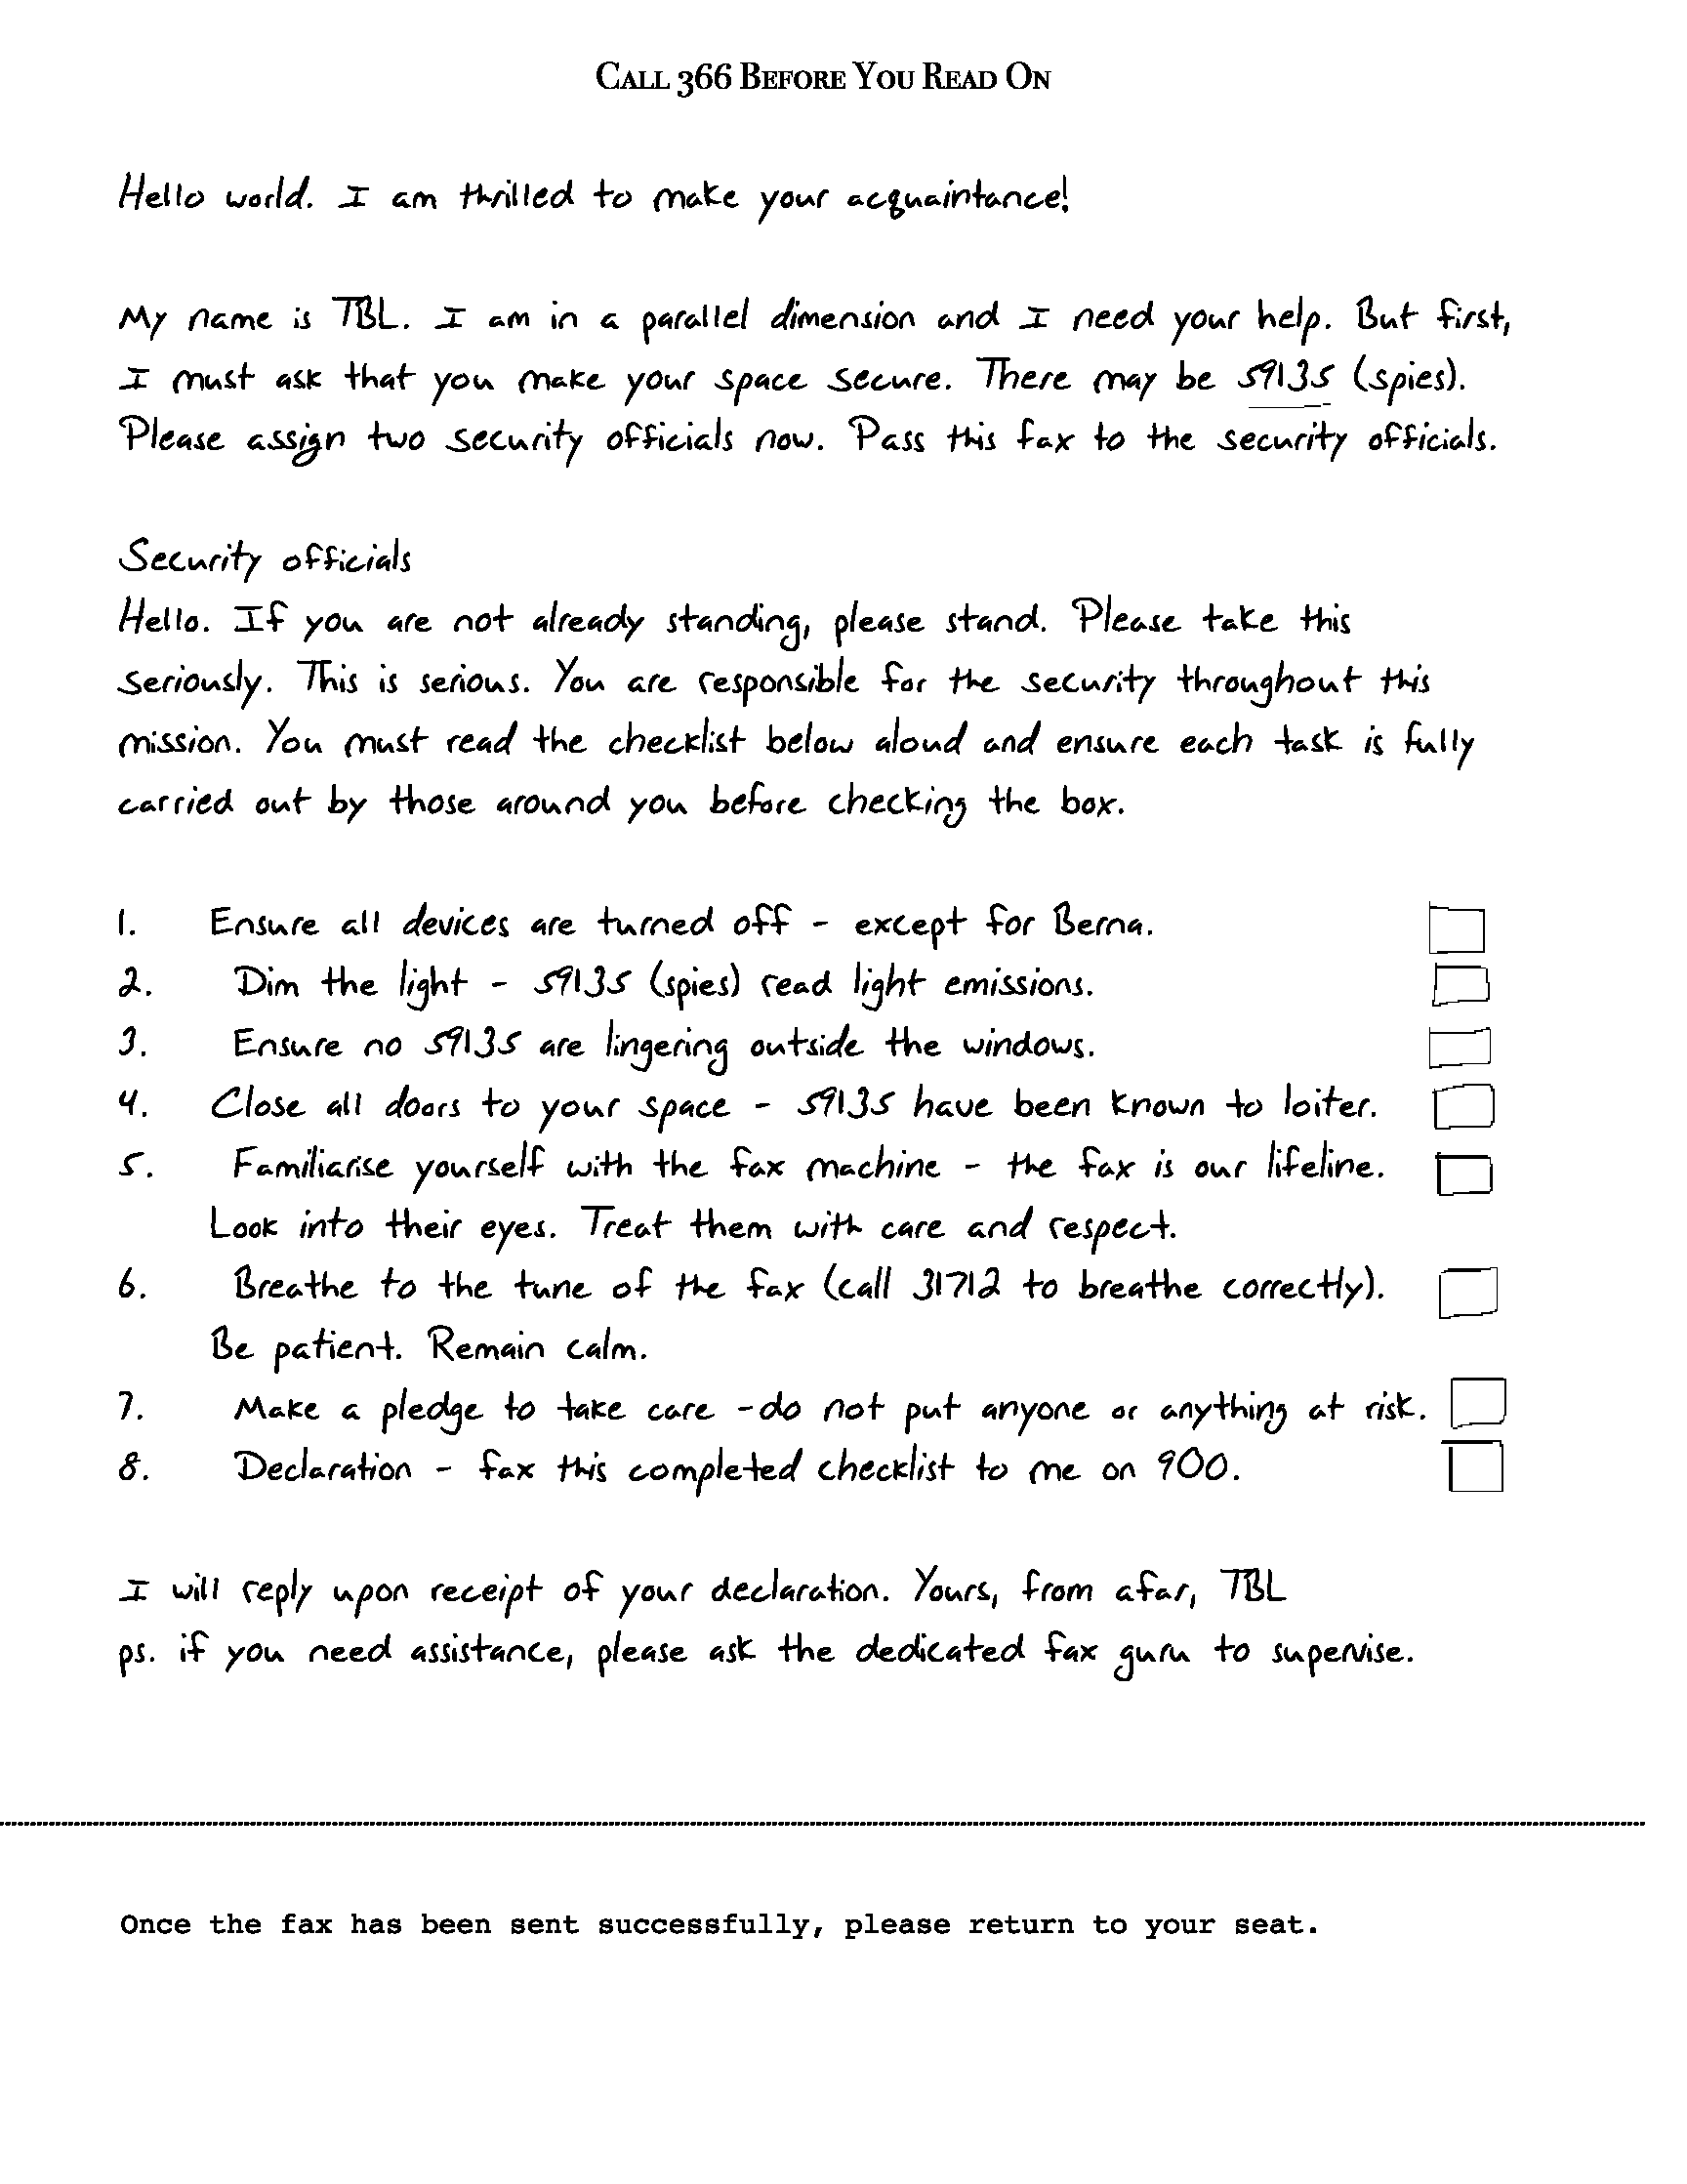 CALL 366 BEFORE YOU READ ON
Hello world. I am thrilled to make your acquaintance!
My name is TBL. I am in a parallel dimension and I need your help. But first,
I must ask that you make your space secure. There may be 59135 (spies).
Please assign two security officials now. Pass this fax to the security officials.
Security officials
Hello. If you are not already standing, please stand. Please take this
seriously. This is serious. You are responsible for the security throughout this
mission. You must read the checklist below aloud and ensure each task is fully
carried out by those around you before checking the box.
1. Ensure all devices are turned off - except for Berna.
2. Dim the light - 59135 (spies) read light emissions.
3. Ensure no 59135 are lingering outside the windows.
4. Close all doors to your space - 59135 have been known to loiter.
5. Familiarise yourself with the fax machine - the fax is our lifeline.
Look into their eyes. Treat them with care and respect.
6. Breathe to the tune of the fax (call 31712 to breathe correctly).
Be patient. Remain calm.
7. Make a pledge to take care - do not put anyone or anything at risk.
8. Declaration - fax this completed checklist to me on 900.
I will reply upon receipt of your declaration. Yours, from afar, TBL
ps. if you need assistance, please ask the dedicated fax guru to supervise.
Once the fax has been sent successfully, please return to your seat.